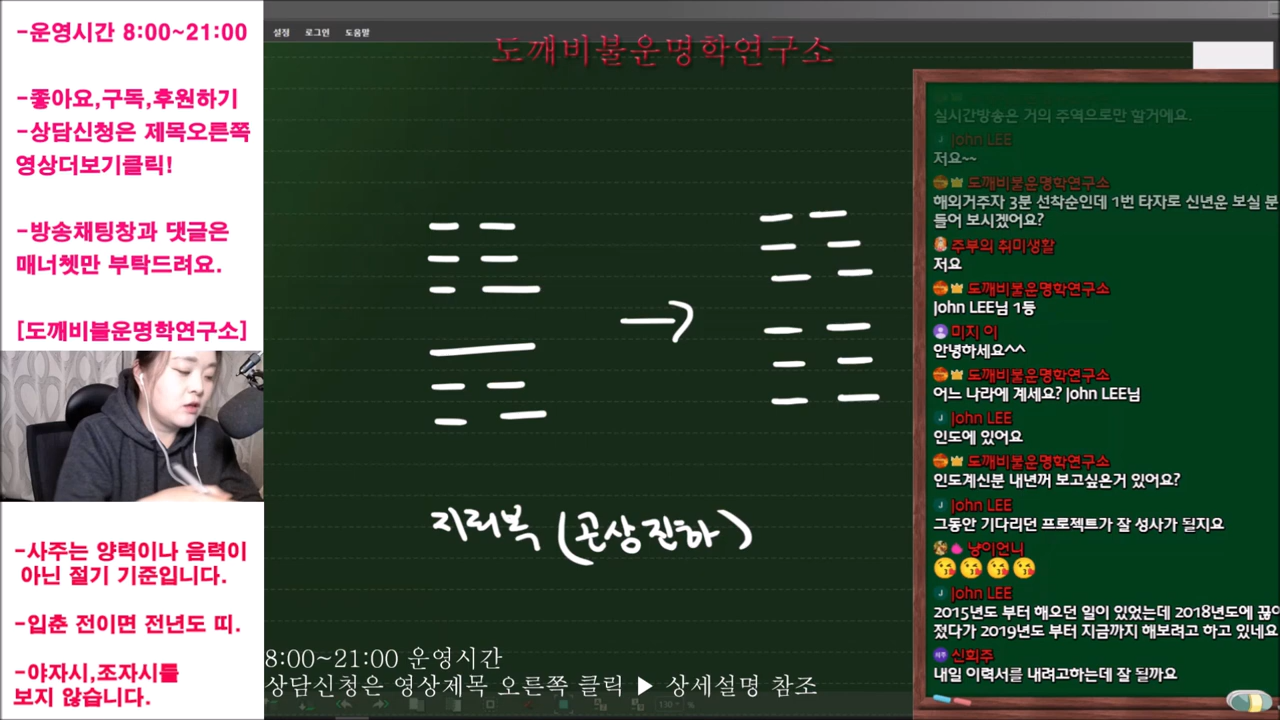 -운영시간 8:00~21:00
-좋아요,구독,후원하기
-상담신청은 제목오른쪽
영상더보기클릭!
-방송채팅창과 댓글은
매너쳇만 부탁드려요.
[도깨비불운명학연구소]
-사주는 양력이나 음력이
아닌 절기 기준입니다.
-입춘 전이면 전년도 띠.
-야자시,조자시를
보지 않습니다.
설정 로그인 도움말
도깨비불운명학연구소
지뢰복 (곤상진하)
8:00~21:00 운영시간
상담신청은 영상제목 오른쪽 클릭 ▶ 상세설명 참조
130 %
실시간방송은 거의 주역으로만 할거에요.
J John LEE
저요~~
도깨비불운명학연구소
해외거주자 3분 선착순인데 1번 타자로 신년운 보실 분
들어 보시겠어요?
주부의 취미생활
저요
도깨비불운명학연구소
John LEE님 1등
미지 이
안녕하세요^^
도깨비불운명학연구소
어느 나라에 계세요? John LEE님
J John LEE
인도에 있어요
도깨비불운명학연구소
인도계신분 내년꺼 보고싶은거 있어요?
J John LEE
그동안 기다리던 프로젝트가 잘 성사가 될지요
냥이언니
😘😘😘😘
J John LEE
2015년도 부터 해오던 일이 있었는데 2018년도에
졌다가 2019년도 부터 지금까지 해보려고 하고 있네요
신회주
내일 이력서를 내려고하는데 잘 될까요